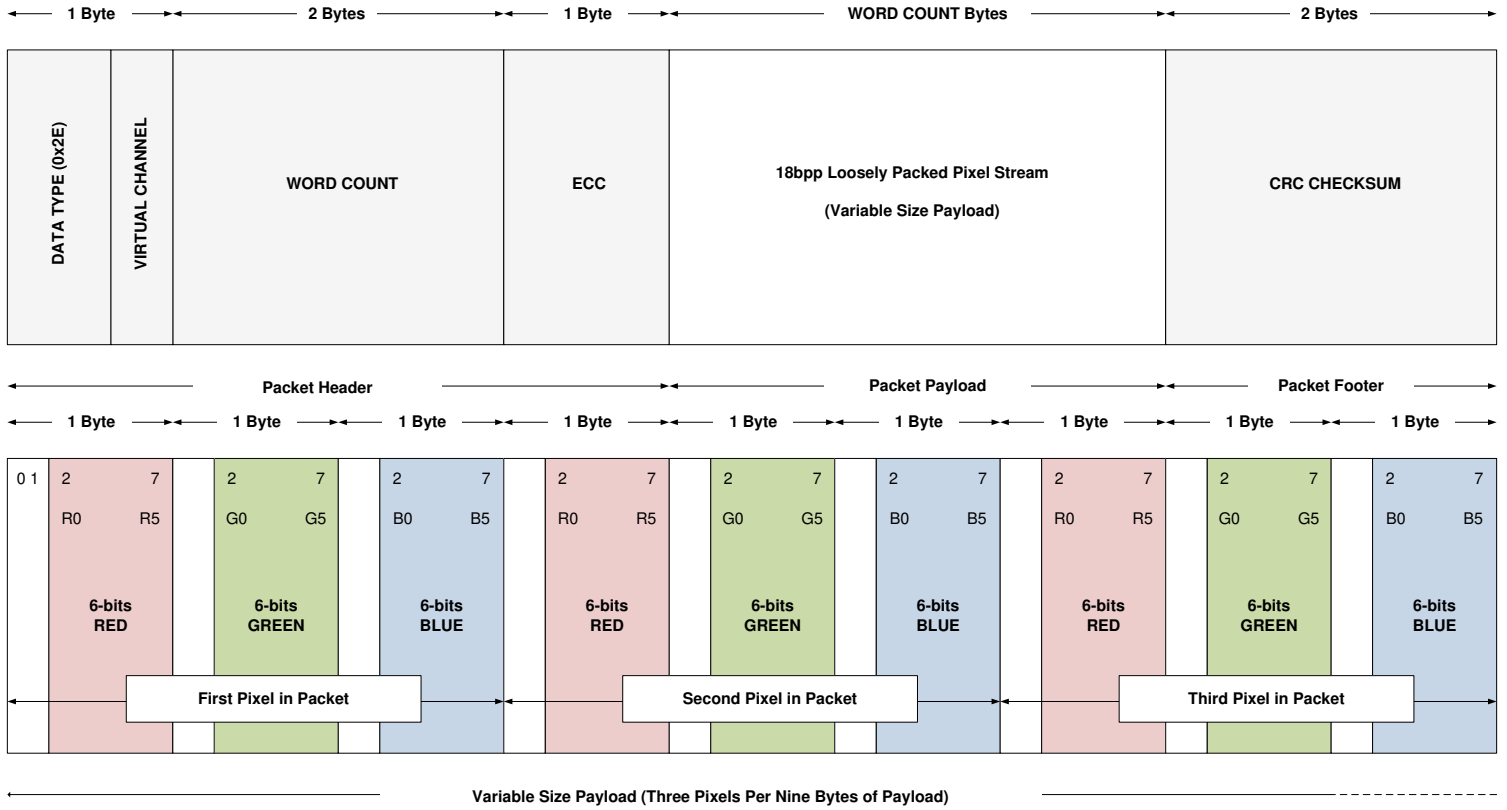 1 Byte
2 Bytes
1 Byte
WORD COUNT Bytes
2 Bytes
DATA TYPE (0x2E)
VIRTUAL CHANNEL
WORD COUNT
ECC
18bpp Loosely Packed Pixel Stream
(Variable Size Payload)
CRC CHECKSUM
Packet Header
Packet Payload
Packet Footer
1 Byte
1 Byte
1 Byte
1 Byte
1 Byte
1 Byte
1 Byte
1 Byte
1 Byte
0 1 2 7 2 7 2 7 2 7 2 7 2 7 2 7 2 7 2 7
R0 R5 G0 G5 B0 B5 R0 R5 G0 G5 B0 B5 R0 R5 G0 G5 B0 B5
6-bits
RED
6-bits
GREEN
6-bits
BLUE
6-bits
RED
6-bits
GREEN
6-bits
BLUE
6-bits
RED
6-bits
GREEN
6-bits
BLUE
First Pixel in Packet
Second Pixel in Packet
Third Pixel in Packet
Variable Size Payload (Three Pixels Per Nine Bytes of Payload)